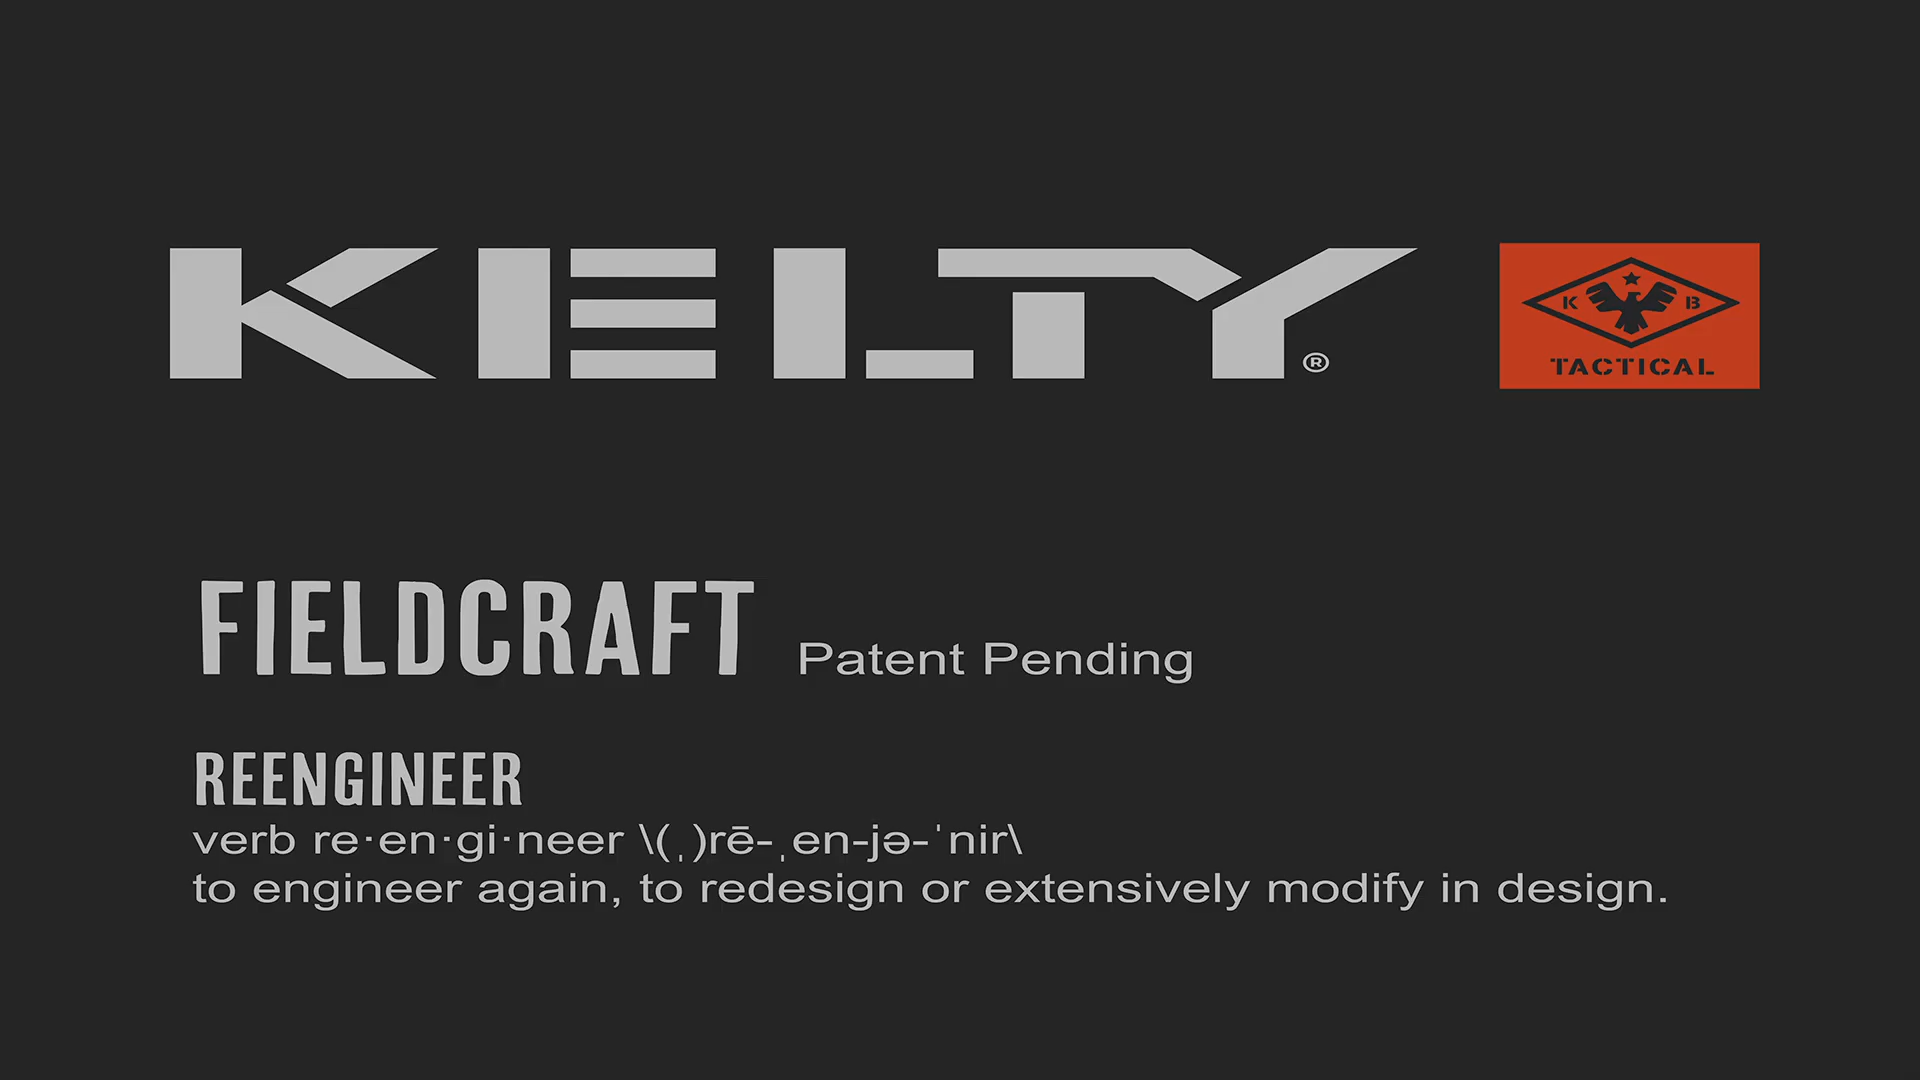 KELTY®
K B
TACTICAL
FIELDCRAFT Patent Pending
REENGINEER
verb re·en·gi·neer \(ˌ)rē-ˌen-jə-ˈnir\
to engineer again, to redesign or extensively modify in design.